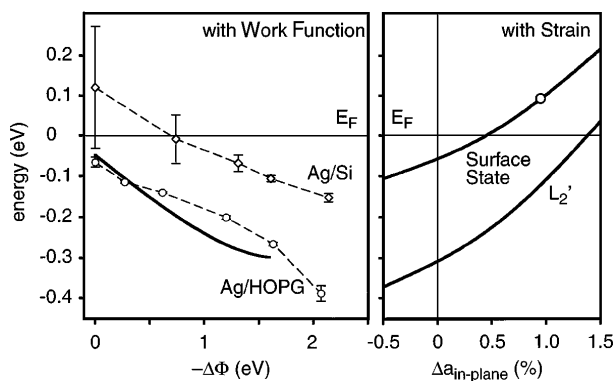 with Work Function
with Strain
0.2
0.1
0
-0.1
-0.2
-0.3
-0.4
energy (eV)
E_F
Ag/Si
Ag/HOPG
0
1
2
−ΔΦ (eV)
E_F
Surface
State
L₂'
-0.5
0
0.5
1.0
1.5
Δa_in-plane (%)